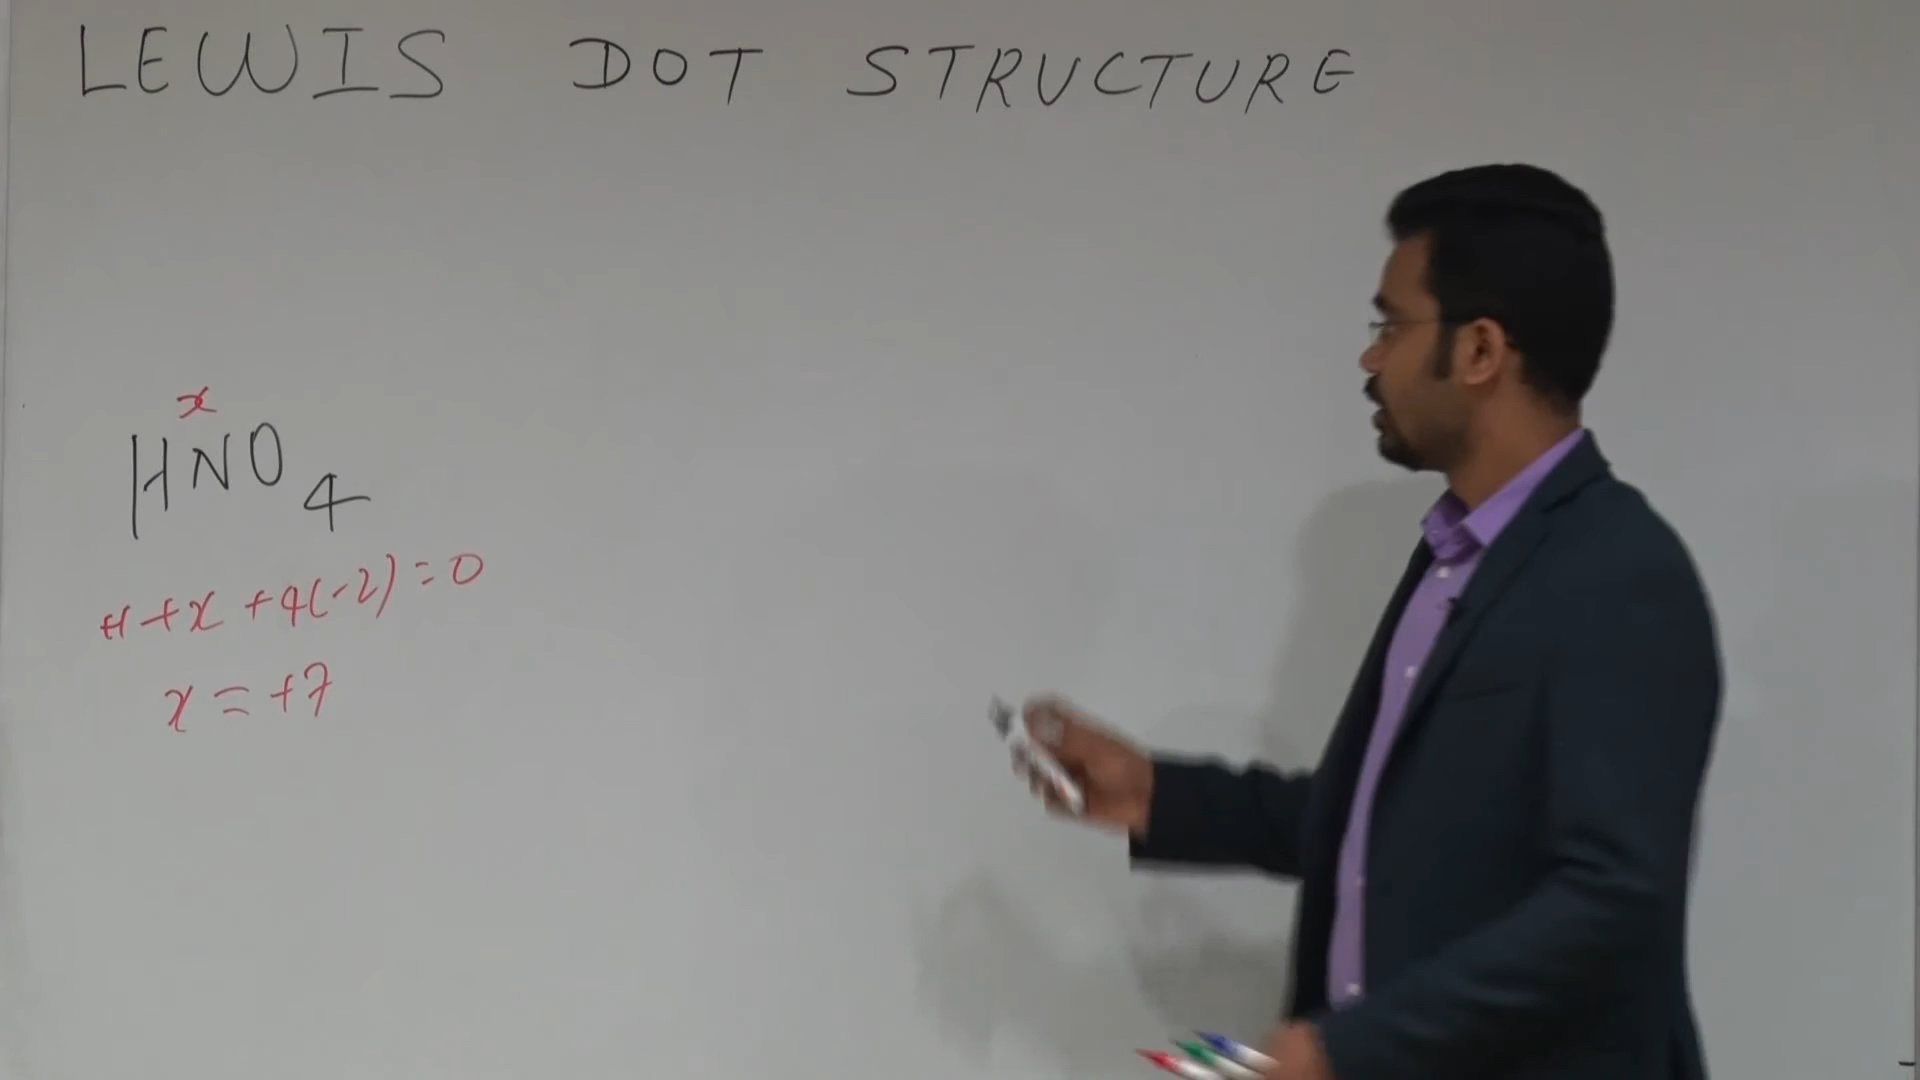 LEWIS DOT STRUCTURE
x
HNO4
+1+x+4(-2)=0
x=+7